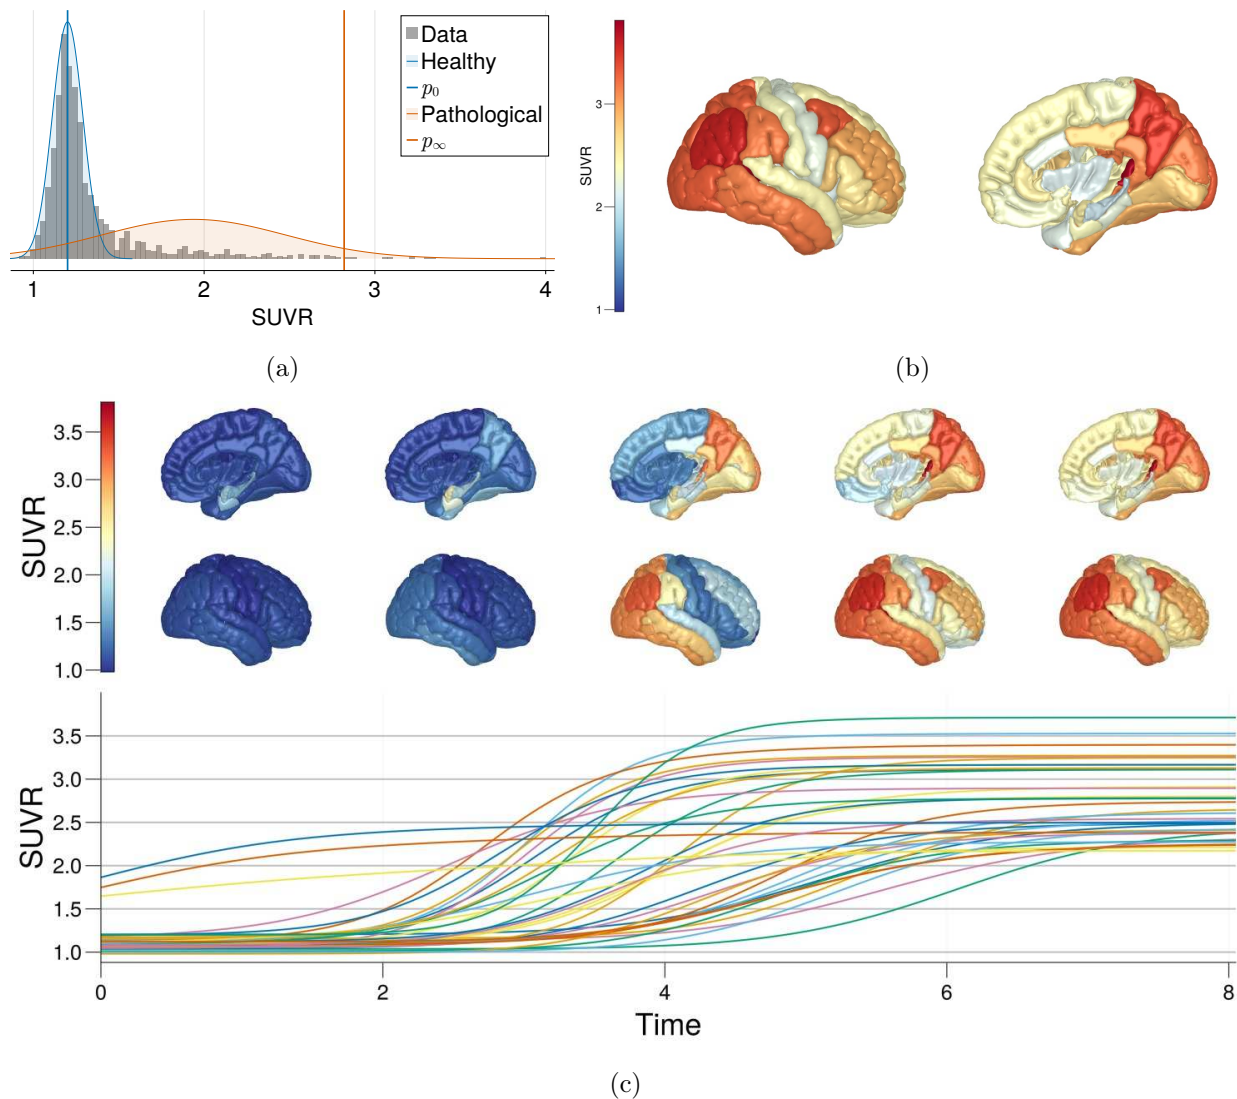 Data
Healthy
p₀
Pathological
p∞
1 2 3 4
SUVR
(a)
3
2
1
SUVR
(b)
3.5
3.0
2.5
2.0
1.5
1.0
SUVR
3.5
3.0
2.5
2.0
1.5
1.0
SUVR
0 2 4 6 8
Time
(c)